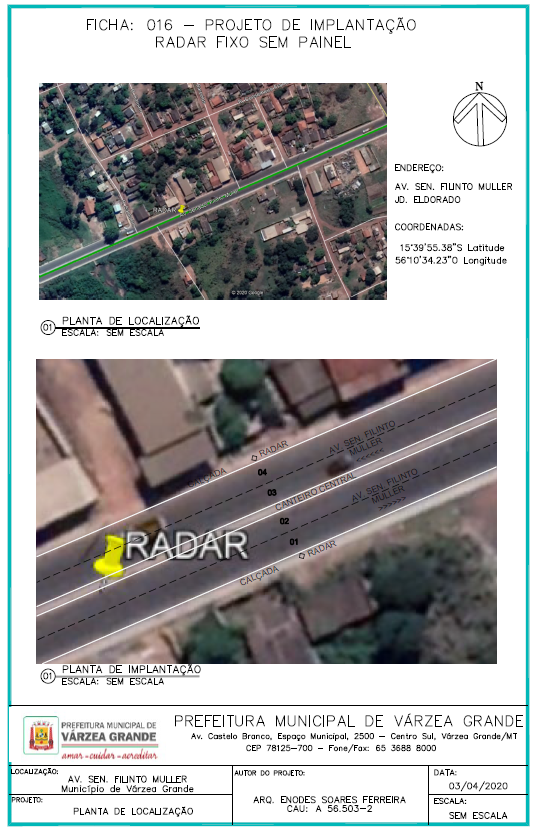 FICHA: 016 – PROJETO DE IMPLANTAÇÃO
RADAR FIXO SEM PAINEL
N
RADAR
© 2020 Google
ENDEREÇO:
AV. SEN. FILINTO MULLER
JD. ELDORADO
COORDENADAS:
15°39'55.38"S Latitude
56°10'34.23"O Longitude
01 PLANTA DE LOCALIZAÇÃO
ESCALA: SEM ESCALA
CALÇADA
RADAR
AV. SEN. FILINTO
MULLER
<<<<<<
04
03
CANTEIRO CENTRAL
AV. SEN. FILINTO
MULLER
>>>>>>
02
01
RADAR
CALÇADA
RADAR
01 PLANTA DE IMPLANTAÇÃO
ESCALA: SEM ESCALA
PREFEITURA MUNICIPAL DE
VÁRZEA GRANDE
amar - cuidar - acreditar
PREFEITURA MUNICIPAL DE VÁRZEA GRANDE
Av. Castelo Branco, Espaço Municipal, 2500 – Centro Sul, Várzea Grande/MT
CEP 78125-700 - Fone/Fax: 65 3688 8000
LOCALIZAÇÃO:
AV. SEN. FILINTO MULLER
Município de Várzea Grande
PROJETO:
PLANTA DE LOCALIZAÇÃO
AUTOR DO PROJETO:
ARQ. ENODES SOARES FERREIRA
CAU: A 56.503-2
DATA:
03/04/2020
ESCALA:
SEM ESCALA